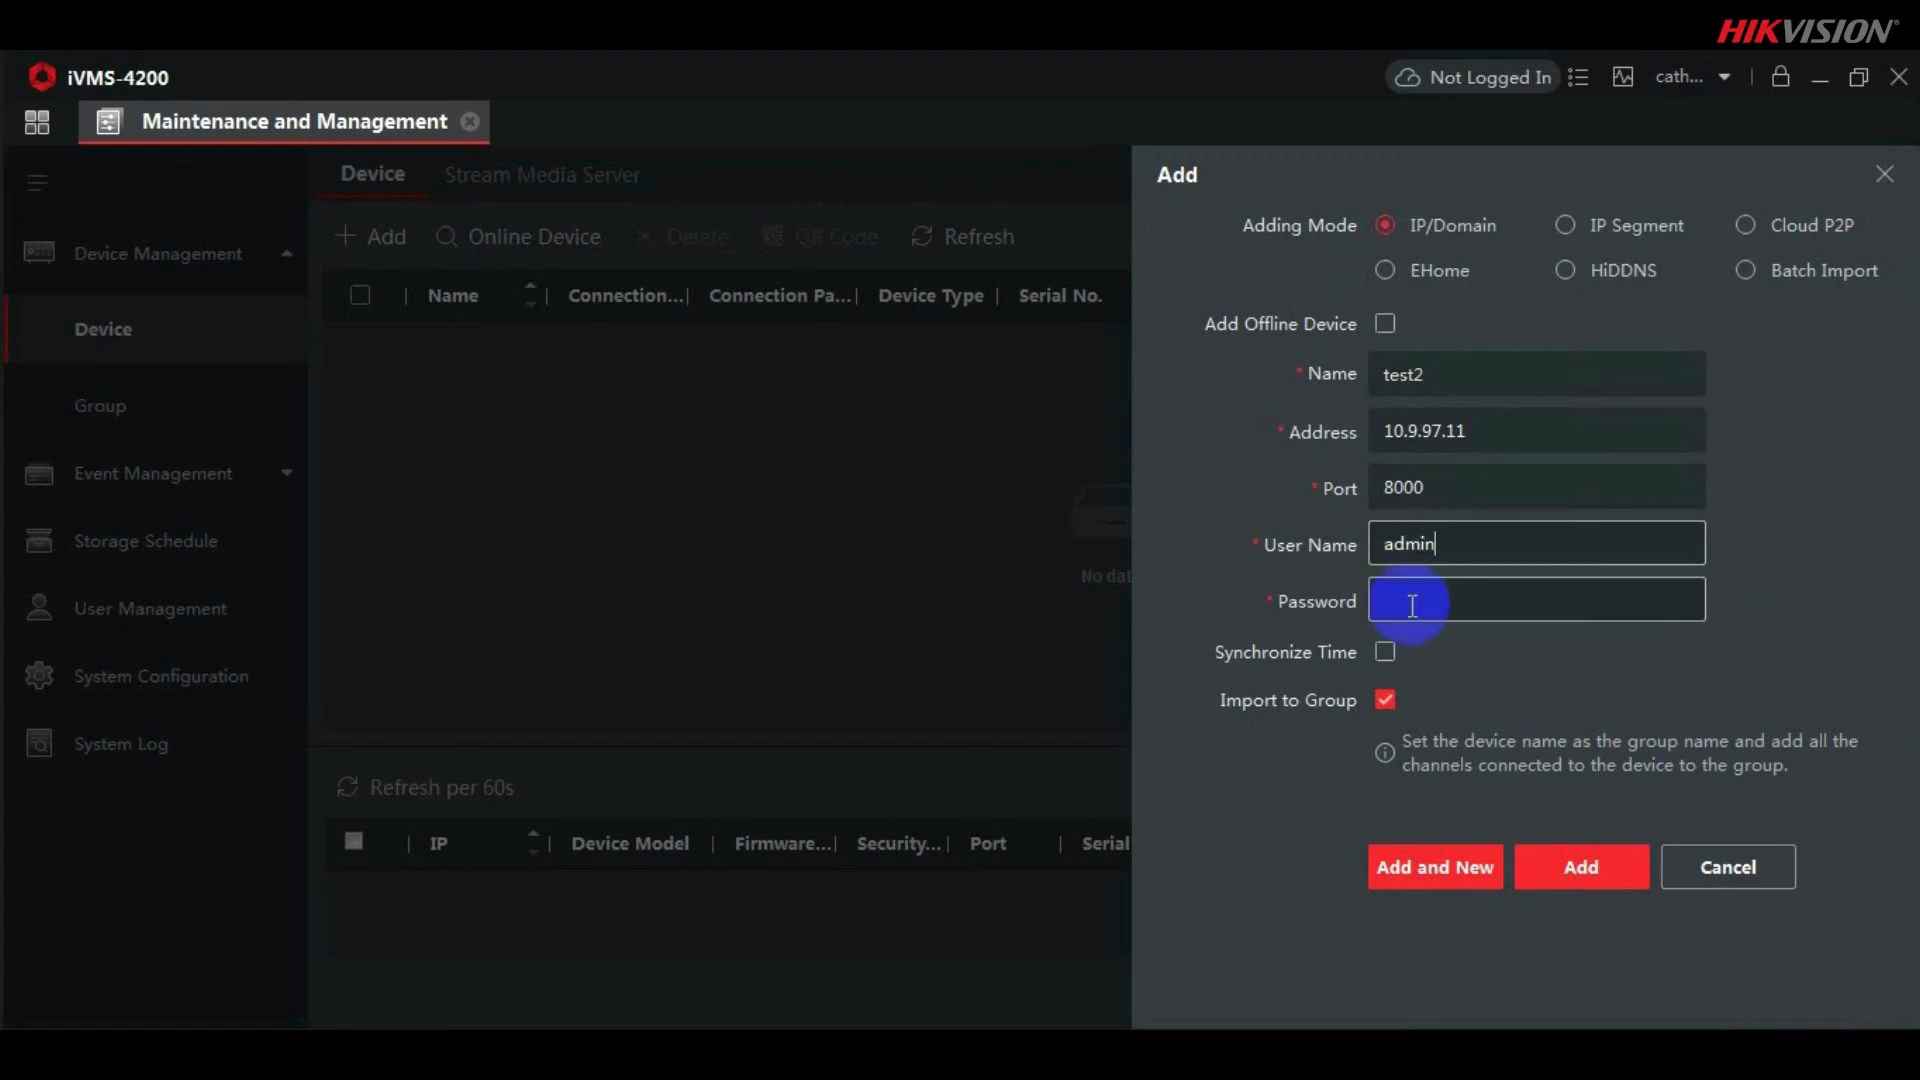 HIKVISION
iVMS-4200
Not Logged In
cath...
Maintenance and Management
Device
Stream Media Server
Add
Online Device
Delete
QR Code
Refresh
Name
Connection...
Connection Pa...
Device Type
Serial No.
Device Management
Device
Group
Event Management
Storage Schedule
User Management
System Configuration
System Log
No dat
Refresh per 60s
IP
Device Model
Firmware...
Security...
Port
Serial
Add
Adding Mode
IP/Domain
IP Segment
Cloud P2P
EHome
HiDDNS
Batch Import
Add Offline Device
* Name
test2
* Address
10.9.97.11
* Port
8000
* User Name
admin
* Password
Synchronize Time
Import to Group
Set the device name as the group name and add all the
channels connected to the device to the group.
Add and New
Add
Cancel